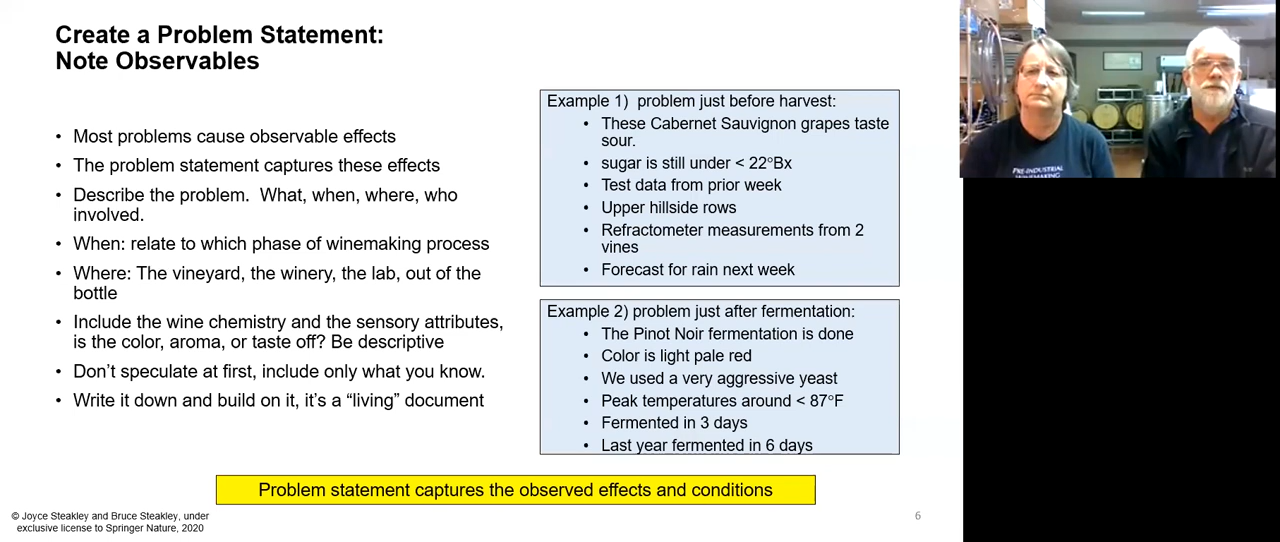 Create a Problem Statement:
Note Observables
• Most problems cause observable effects
• The problem statement captures these effects
• Describe the problem.  What, when, where, who
involved.
• When: relate to which phase of winemaking process
• Where: The vineyard, the winery, the lab, out of the
bottle
• Include the wine chemistry and the sensory attributes,
is the color, aroma, or taste off? Be descriptive
• Don’t speculate at first, include only what you know.
• Write it down and build on it, it’s a “living” document
Example 1)  problem just before harvest:
• These Cabernet Sauvignon grapes taste
sour.
• sugar is still under < 22°Bx
• Test data from prior week
• Upper hillside rows
• Refractometer measurements from 2
vines
• Forecast for rain next week
Example 2) problem just after fermentation:
• The Pinot Noir fermentation is done
• Color is light pale red
• We used a very aggressive yeast
• Peak temperatures around < 87°F
• Fermented in 3 days
• Last year fermented in 6 days
Problem statement captures the observed effects and conditions
© Joyce Steakley and Bruce Steakley, under
exclusive license to Springer Nature, 2020
6
PRE-INDUSTRIAL
WINEMAKING